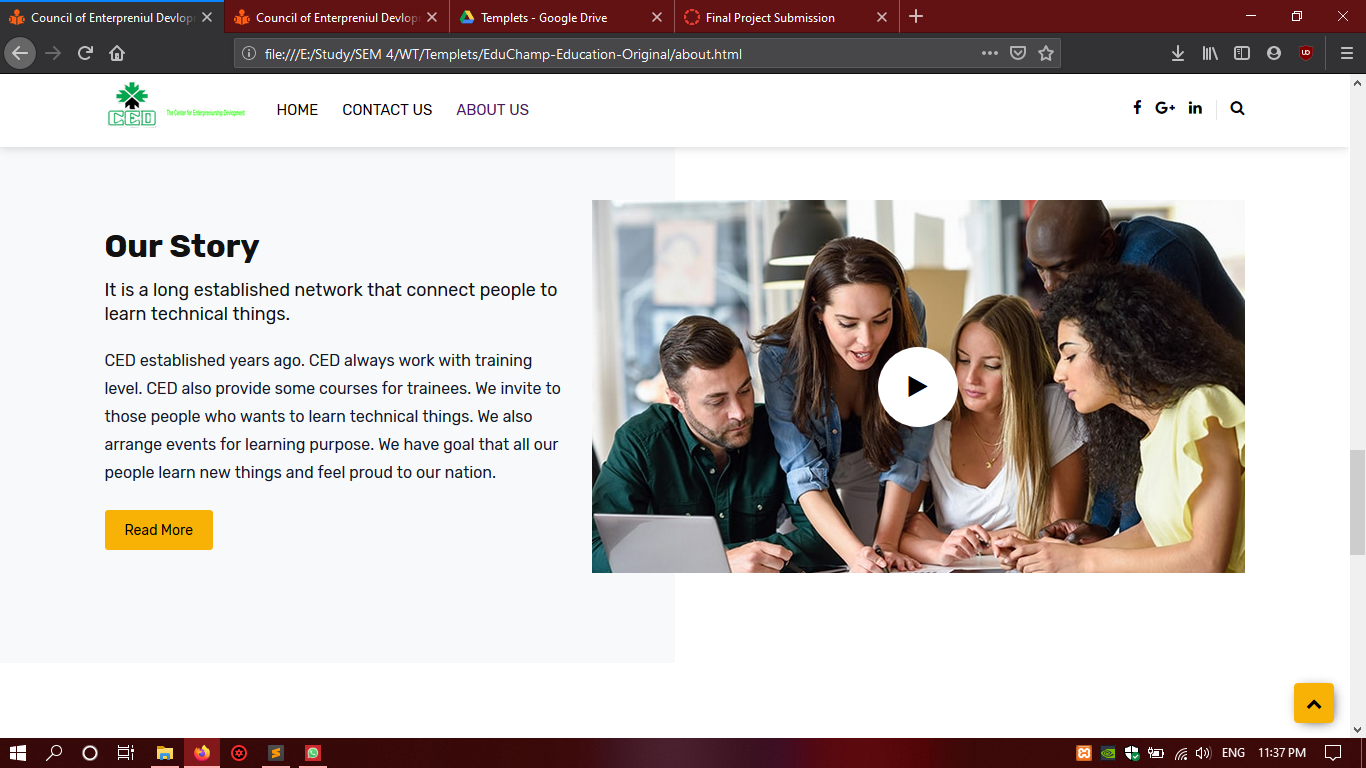 Council of Enterpreniul Devlop
Council of Enterpreniul Devlop
Templets - Google Drive
Final Project Submission
file:///E:/Study/SEM 4/WT/Templets/EduChamp-Education-Original/about.html
CED
The Center for Enterpreneurship Devlopment
HOME
CONTACT US
ABOUT US
Our Story
It is a long established network that connect people to
learn technical things.
CED established years ago. CED always work with training
level. CED also provide some courses for trainees. We invite to
those people who wants to learn technical things. We also
arrange events for learning purpose. We have goal that all our
people learn new things and feel proud to our nation.
Read More
ENG
11:37 PM